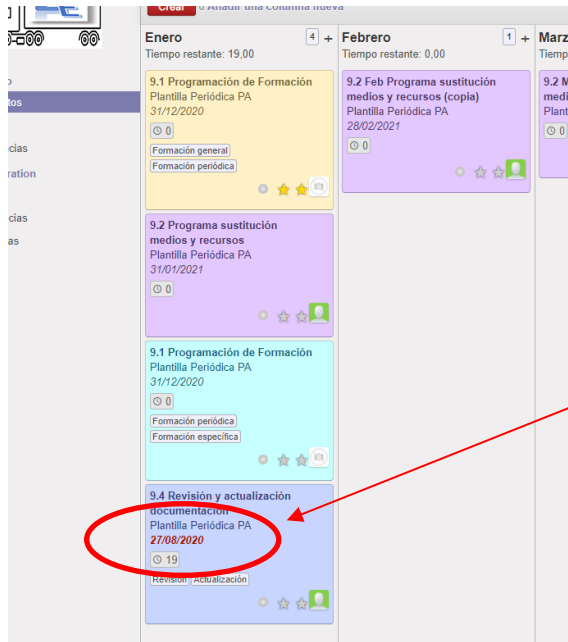 Crear o Añadir una columna nueva
Enero 4 +
Tiempo restante: 19,00
9.1 Programación de Formación
Plantilla Periódica PA
31/12/2020
0
Formación general
Formación periódica
9.2 Programa sustitución
medios y recursos
Plantilla Periódica PA
31/01/2021
0
9.1 Programación de Formación
Plantilla Periódica PA
31/12/2020
0
Formación periódica
Formación específica
9.4 Revisión y actualización
documentación
Plantilla Periódica PA
27/08/2020
19
Revisión Actualización
Febrero 1 +
Tiempo restante: 0,00
9.2 Feb Programa sustitución
medios y recursos (copia)
Plantilla Periódica PA
28/02/2021
0
Marz
Tiemp
9.2 M
medi
Plant
0
tos
cias
ration
cias
as